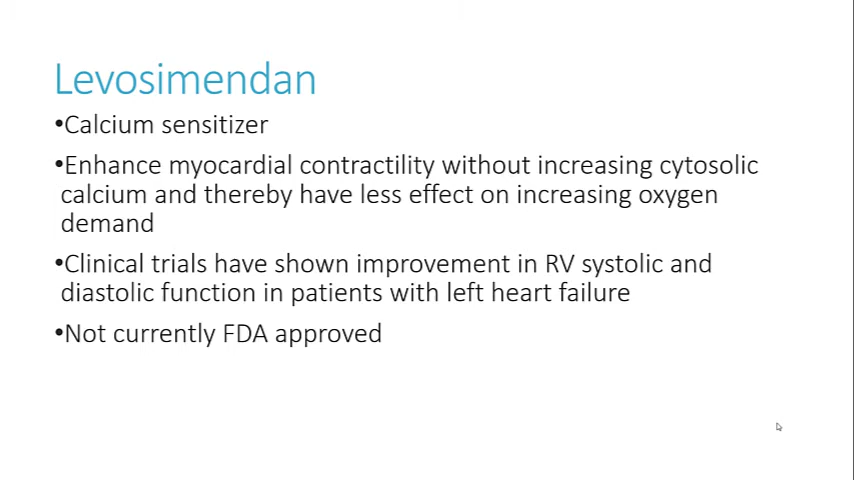 Levosimendan
•Calcium sensitizer
•Enhance myocardial contractility without increasing cytosolic
calcium and thereby have less effect on increasing oxygen
demand
•Clinical trials have shown improvement in RV systolic and
diastolic function in patients with left heart failure
•Not currently FDA approved